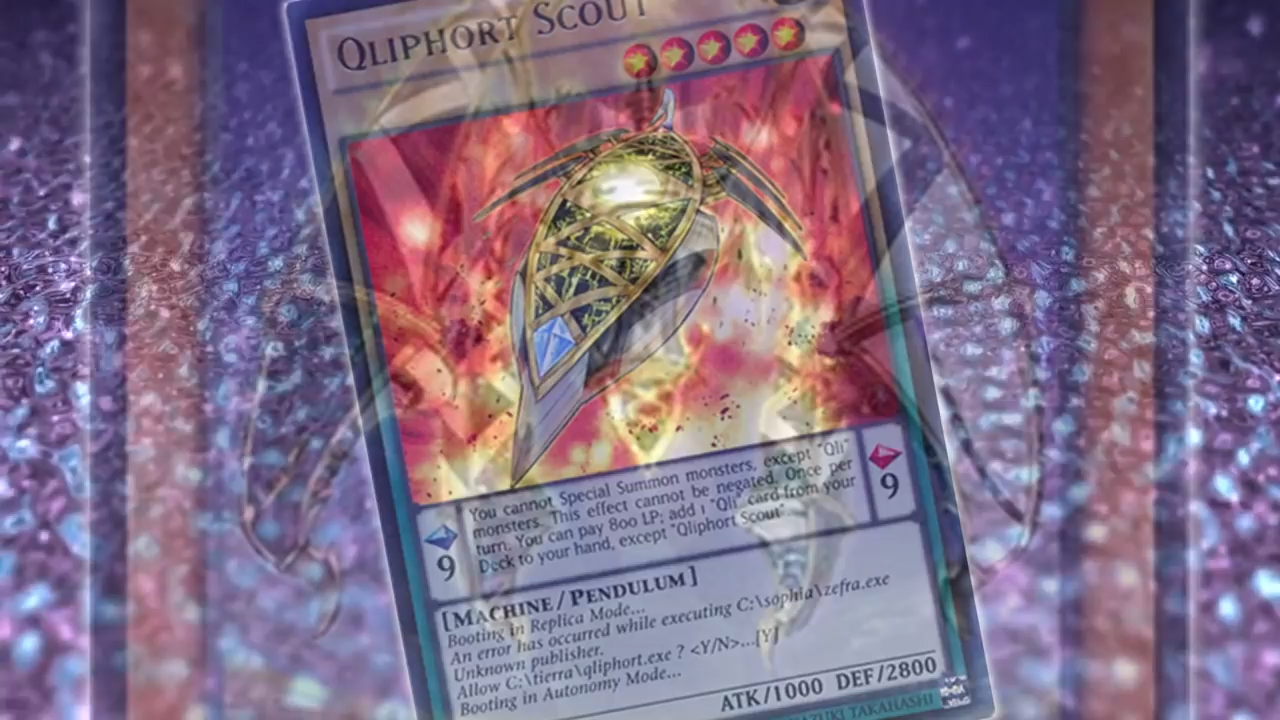 QLIPHORT SCOUT
You cannot Special Summon monsters, except "Qli"
monsters. This effect cannot be negated. Once per
turn: You can pay 800 LP; add 1 "Qli" card from your
Deck to your hand, except "Qliphort Scout".
9
9
[MACHINE/PENDULUM]
Booting in Replica Mode...
An error has occurred while executing C:\sophia\zefra.exe
Unknown publisher.
Allow C:\tierra\qliphort.exe ? <Y/N>...[Y]
Booting in Autonomy Mode...
ATK/1000 DEF/2800
KAZUKI TAKAHASHI